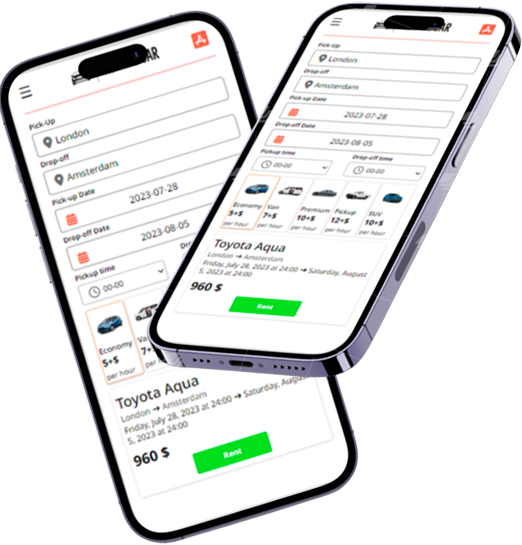 AR
Pick-Up
London
Drop-off
Amsterdam
Pick-up Date
2023-07-28
Drop-off Date
2023-08-05
Pickup time
Dr
00-00
Economy
Va
5+$
7+
per hour
Toyota Aqua
London ➔ Amsterdam
Friday, July 28, 2023 at 24:00 ➔ Saturday, August
5, 2023 at 24:00
960 $
Rent
AR
Pick-Up
London
Drop-off
Amsterdam
Pick-up Date
2023-07-28
Drop-off Date
2023-08-05
Pickup time
Drop-off time
00-00
00-00
Economy
Van
Premium
Pickup
SUV
5+$
7+$
10+$
12+$
10+$
per hour
per hour
per hour
per hour
per hour
Toyota Aqua
London ➔ Amsterdam
Friday, July 28, 2023 at 24:00 ➔ Saturday, August
5, 2023 at 24:00
960 $
Rent